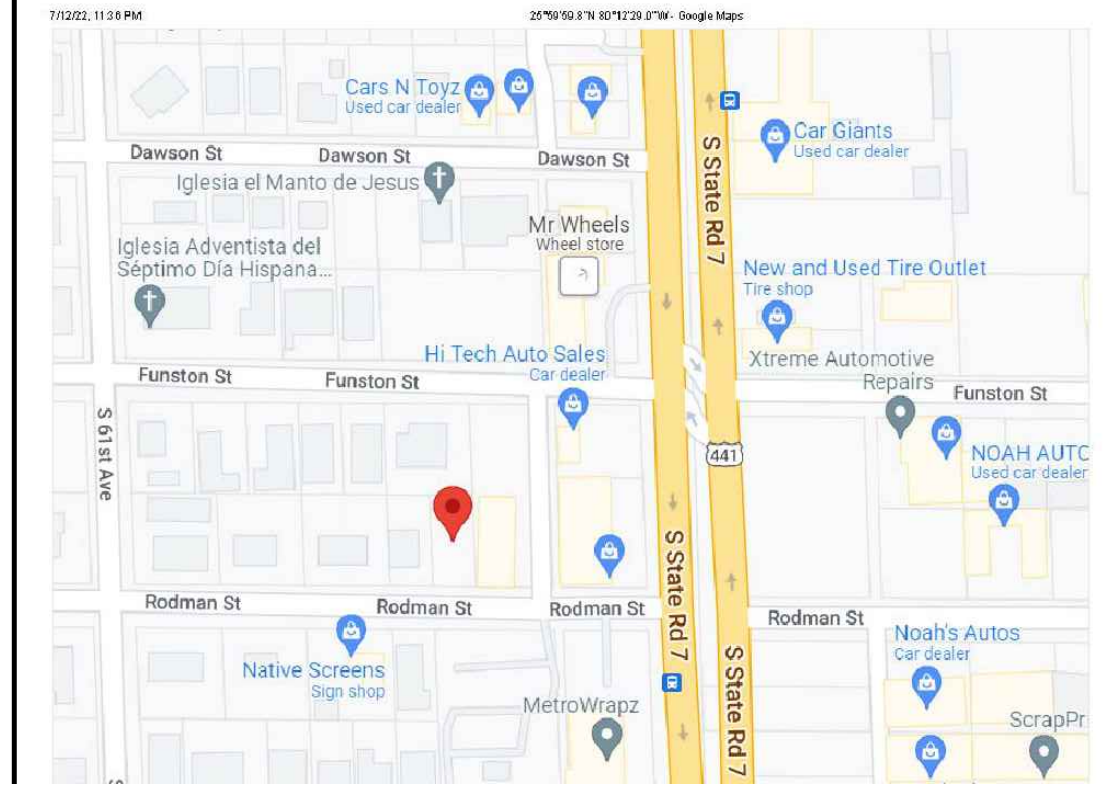 7/12/22, 11:36 PM
26°59'59.8"N 80°12'29.0"W - Google Maps
Cars N Toyz
Used car dealer
Car Giants
Used car dealer
Dawson St
Dawson St
Dawson St
Iglesia el Manto de Jesus
S State Rd 7
Mr Wheels
Wheel store
Iglesia Adventista del
Séptimo Día Hispana...
New and Used Tire Outlet
Tire shop
Hi Tech Auto Sales
Car dealer
Xtreme Automotive
Repairs
Funston St
Funston St
Funston St
S 61st Ave
441
NOAH AUTO
Used car dealer
S State Rd 7
Rodman St
Rodman St
Rodman St
Rodman St
Noah's Autos
Car dealer
Native Screens
Sign shop
S State Rd 7
MetroWrapz
ScrapPr